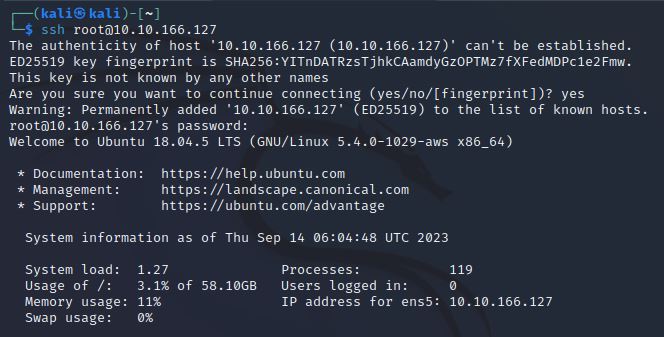 ┌──(kali㉿kali)-[~]
└─$ ssh root@10.10.166.127
The authenticity of host '10.10.166.127 (10.10.166.127)' can't be established.
ED25519 key fingerprint is SHA256:YITnDATRzsTjhkCAamdyGzOPTMz7fXFedMDPc1e2Fmw.
This key is not known by any other names
Are you sure you want to continue connecting (yes/no/[fingerprint])? yes
Warning: Permanently added '10.10.166.127' (ED25519) to the list of known hosts.
root@10.10.166.127's password:
Welcome to Ubuntu 18.04.5 LTS (GNU/Linux 5.4.0-1029-aws x86_64)

 * Documentation:  https://help.ubuntu.com
 * Management:     https://landscape.canonical.com
 * Support:        https://ubuntu.com/advantage

  System information as of Thu Sep 14 06:04:48 UTC 2023

  System load:  1.27              Processes:           119
  Usage of /:   3.1% of 58.10GB   Users logged in:     0
  Memory usage: 11%               IP address for ens5: 10.10.166.127
  Swap usage:   0%